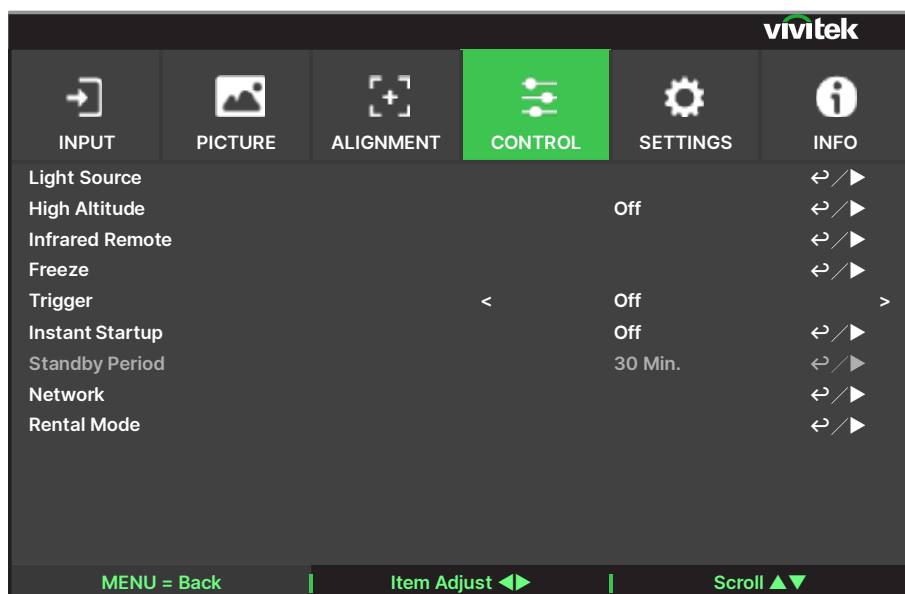 vivitek
INPUT PICTURE ALIGNMENT CONTROL SETTINGS INFO
Light Source
High Altitude Off
Infrared Remote
Freeze
Trigger < Off >
Instant Startup Off
Standby Period 30 Min.
Network
Rental Mode
MENU = Back Item Adjust ◀▶ Scroll ▲▼